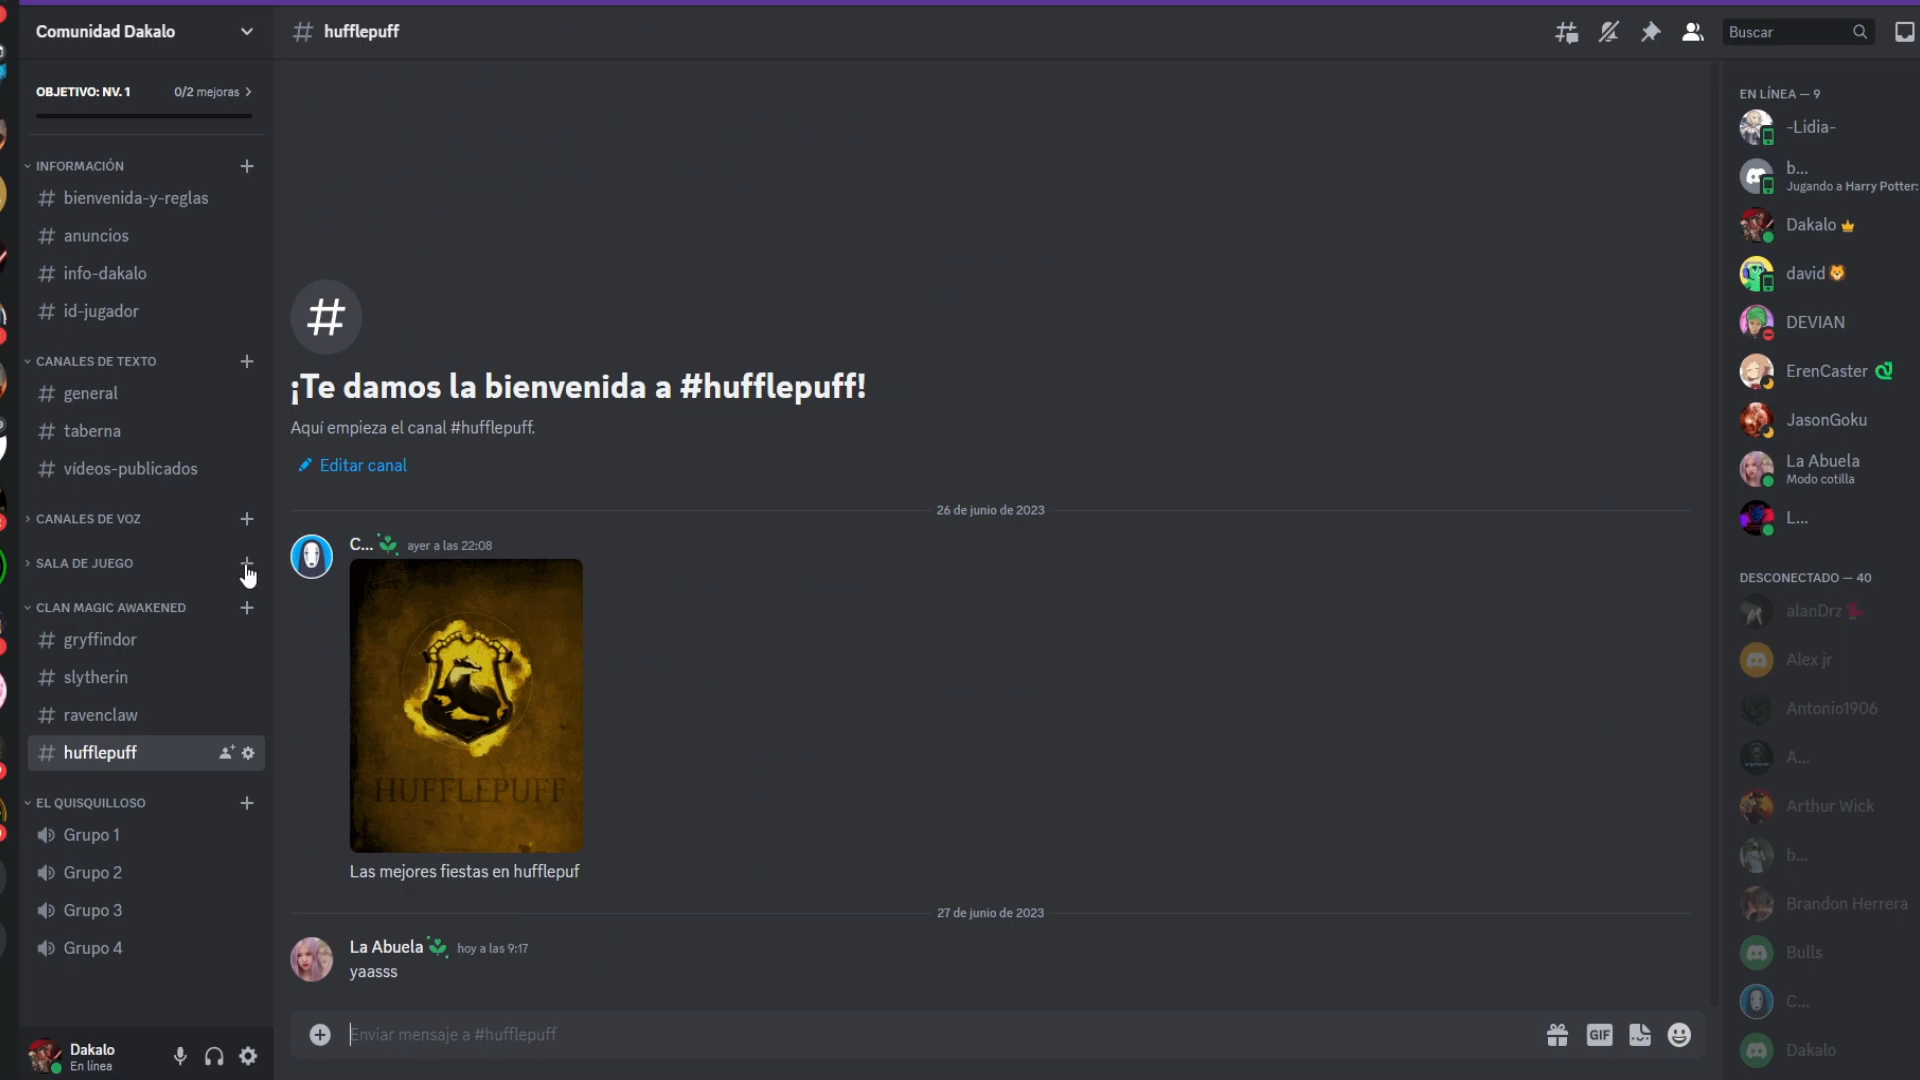 Comunidad Dakalo
OBJETIVO: NV. 1
0/2 mejoras
INFORMACIÓN
bienvenida-y-reglas
anuncios
info-dakalo
id-jugador
CANALES DE TEXTO
general
taberna
vídeos-publicados
CANALES DE VOZ
SALA DE JUEGO
CLAN MAGIC AWAKENED
gryffindor
slytherin
ravenclaw
hufflepuff
EL QUISQUILLOSO
Grupo 1
Grupo 2
Grupo 3
Grupo 4
Dakalo
En línea
# hufflepuff
Buscar
#
¡Te damos la bienvenida a #hufflepuff!
Aquí empieza el canal #hufflepuff.
Editar canal
26 de junio de 2023
C... ayer a las 22:08
HUFFLEPUFF
Las mejores fiestas en hufflepuf
27 de junio de 2023
La Abuela hoy a las 9:17
yaasss
Enviar mensaje a #hufflepuff
GIF
EN LÍNEA — 9
-Lidia-
b...
Jugando a Harry Potter:
Dakalo
david
DEVIAN
ErenCaster
JasonGoku
La Abuela
Modo cotilla
L...
DESCONECTADO — 40
alanDrz
Alex jr
Antonio1906
A...
Arthur Wick
b...
Brandon Herrera
Bulls
C...
Dakalo